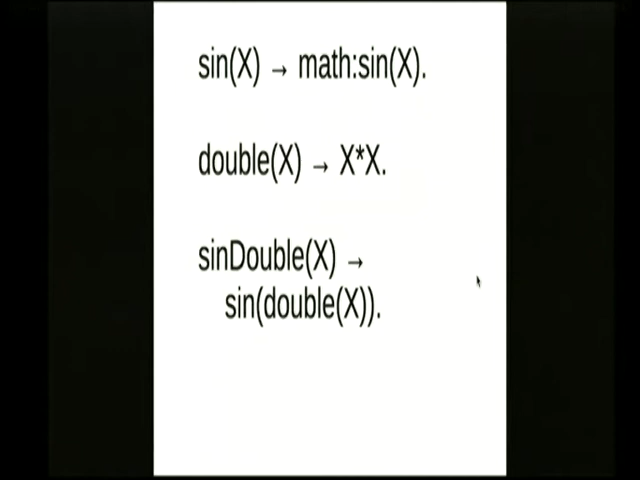 sin(X) → math:sin(X).
double(X) → X*X.
sinDouble(X) →
sin(double(X)).